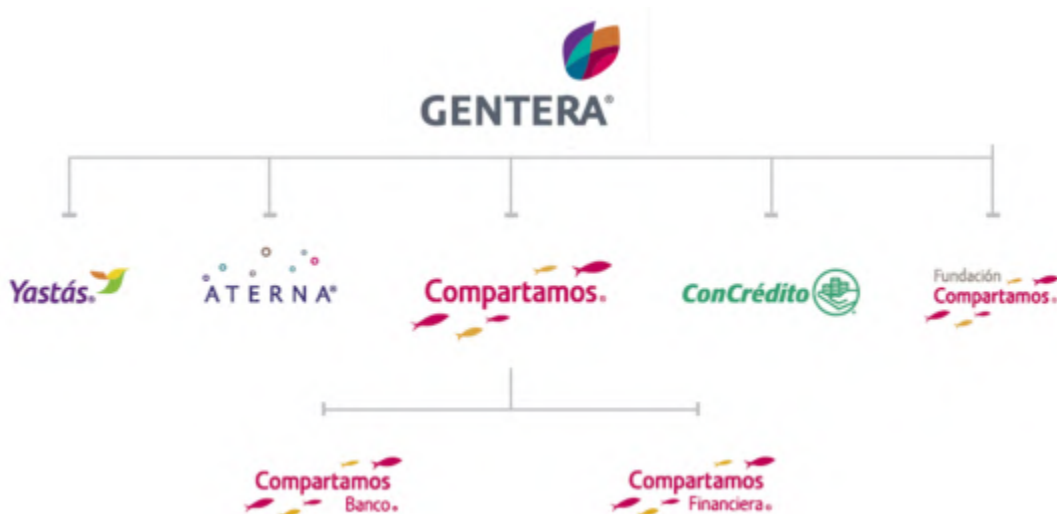 GENTERA®
Yastás®
ATERNA®
Compartamos®
ConCrédito
Fundación
Compartamos®
Compartamos
Banco®
Compartamos
Financiera®